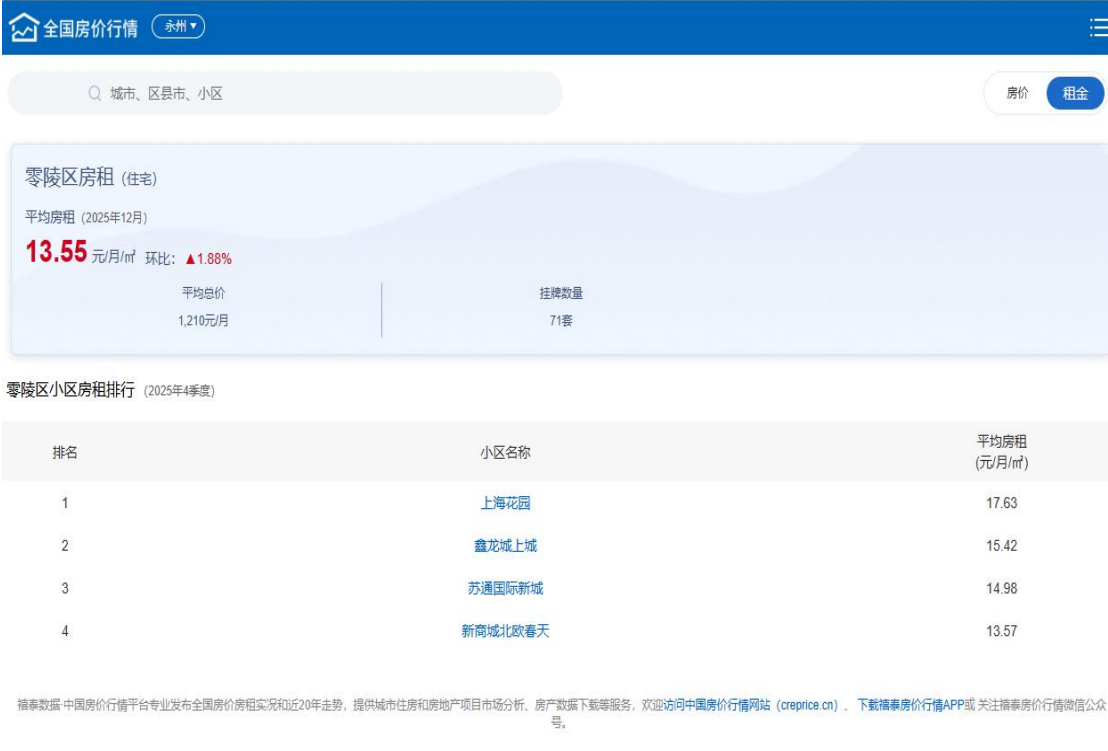 全国房价行情 永州▼
城市、区县市、小区
房价 租金
零陵区房租 (住宅)
平均房租 (2025年12月)
13.55 元/月/㎡ 环比: ▲1.88%
平均总价 挂牌数量
1,210元/月 71套
零陵区小区房租排行 (2025年4季度)
排名 小区名称 平均房租
(元/月/㎡)
1 上海花园 17.63
2 鑫龙城上城 15.42
3 苏通国际新城 14.98
4 新商城北欧春天 13.57
禧泰数据·中国房价行情平台专业发布全国房价房租实况和近20年走势，提供城市住房和房地产项目市场分析、房产数据下载等服务，欢迎访问中国房价行情网站（creprice.cn）、下载禧泰房价行情APP或 关注禧泰房价行情微信公众
号。